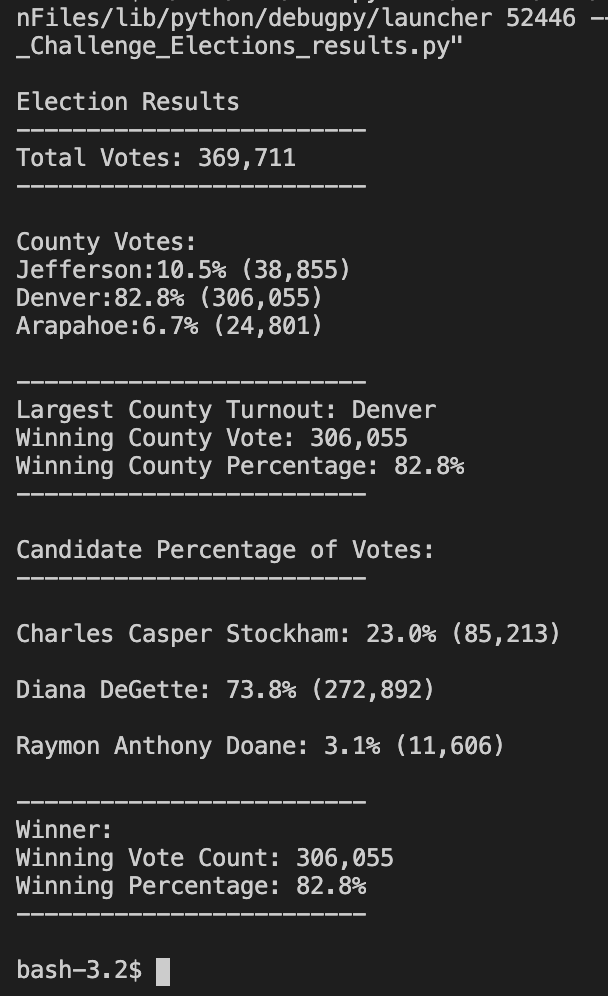 nFiles/lib/python/debugpy/launcher 52446 --
_Challenge_Elections_results.py"
Election Results
-------------------------
Total Votes: 369,711
-------------------------
County Votes:
Jefferson:10.5% (38,855)
Denver:82.8% (306,055)
Arapahoe:6.7% (24,801)
-------------------------
Largest County Turnout: Denver
Winning County Vote: 306,055
Winning County Percentage: 82.8%
-------------------------
Candidate Percentage of Votes:
-------------------------
Charles Casper Stockham: 23.0% (85,213)
Diana DeGette: 73.8% (272,892)
Raymon Anthony Doane: 3.1% (11,606)
-------------------------
Winner:
Winning Vote Count: 306,055
Winning Percentage: 82.8%
-------------------------
bash-3.2$